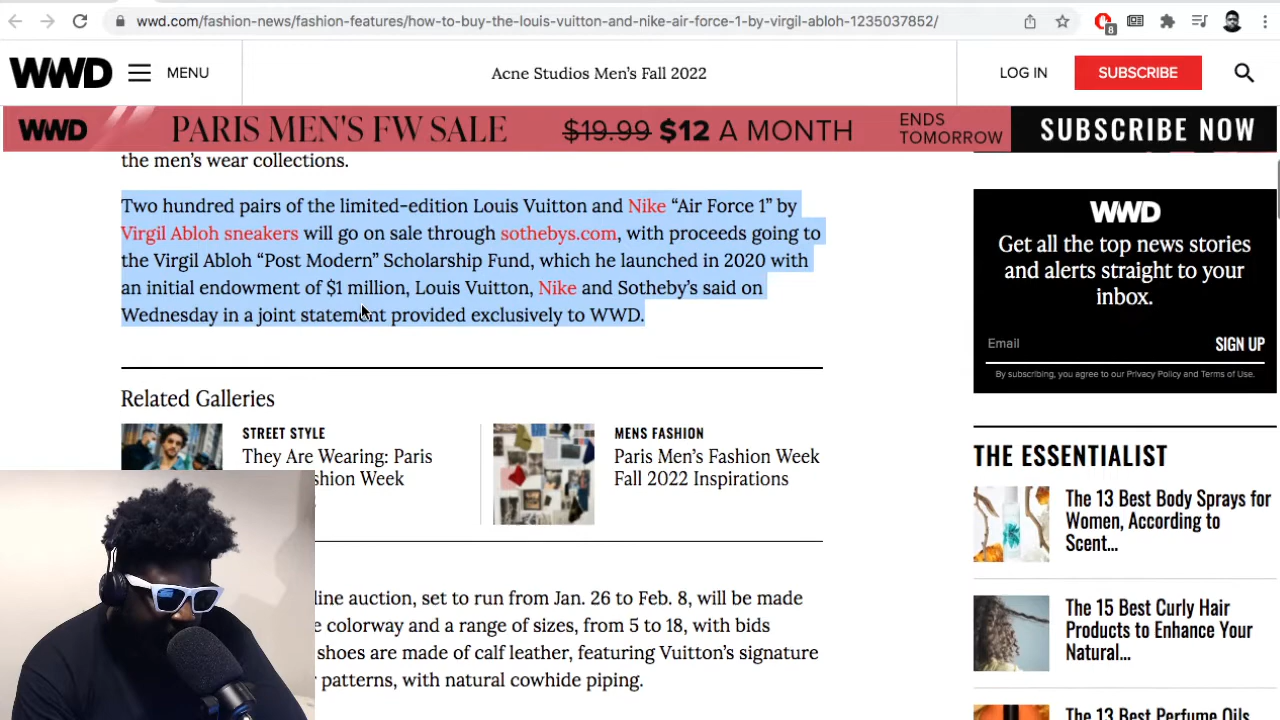 wwd.com/fashion-news/fashion-features/how-to-buy-the-louis-vuitton-and-nike-air-force-1-by-virgil-abloh-1235037852/
8
WWD
MENU
Acne Studios Men's Fall 2022
LOG IN
SUBSCRIBE
WWD
PARIS MEN'S FW SALE
$19.99 $12 A MONTH
ENDS
TOMORROW
SUBSCRIBE NOW
the men's wear collections.
Two hundred pairs of the limited-edition Louis Vuitton and Nike “Air Force 1” by
Virgil Abloh sneakers will go on sale through sothebys.com, with proceeds going to
the Virgil Abloh “Post Modern” Scholarship Fund, which he launched in 2020 with
an initial endowment of $1 million, Louis Vuitton, Nike and Sotheby's said on
Wednesday in a joint statement provided exclusively to WWD.
Related Galleries
STREET STYLE
They Are Wearing: Paris
shion Week
MENS FASHION
Paris Men's Fashion Week
Fall 2022 Inspirations
line auction, set to run from Jan. 26 to Feb. 8, will be made
colorway and a range of sizes, from 5 to 18, with bids
shoes are made of calf leather, featuring Vuitton's signature
patterns, with natural cowhide piping.
WWD
Get all the top news stories
and alerts straight to your
inbox.
Email
SIGN UP
By subscribing, you agree to our Privacy Policy and Terms of Use.
THE ESSENTIALIST
The 13 Best Body Sprays for
Women, According to
Scent...
The 15 Best Curly Hair
Products to Enhance Your
Natural...
The 13 Best Perfume Oils